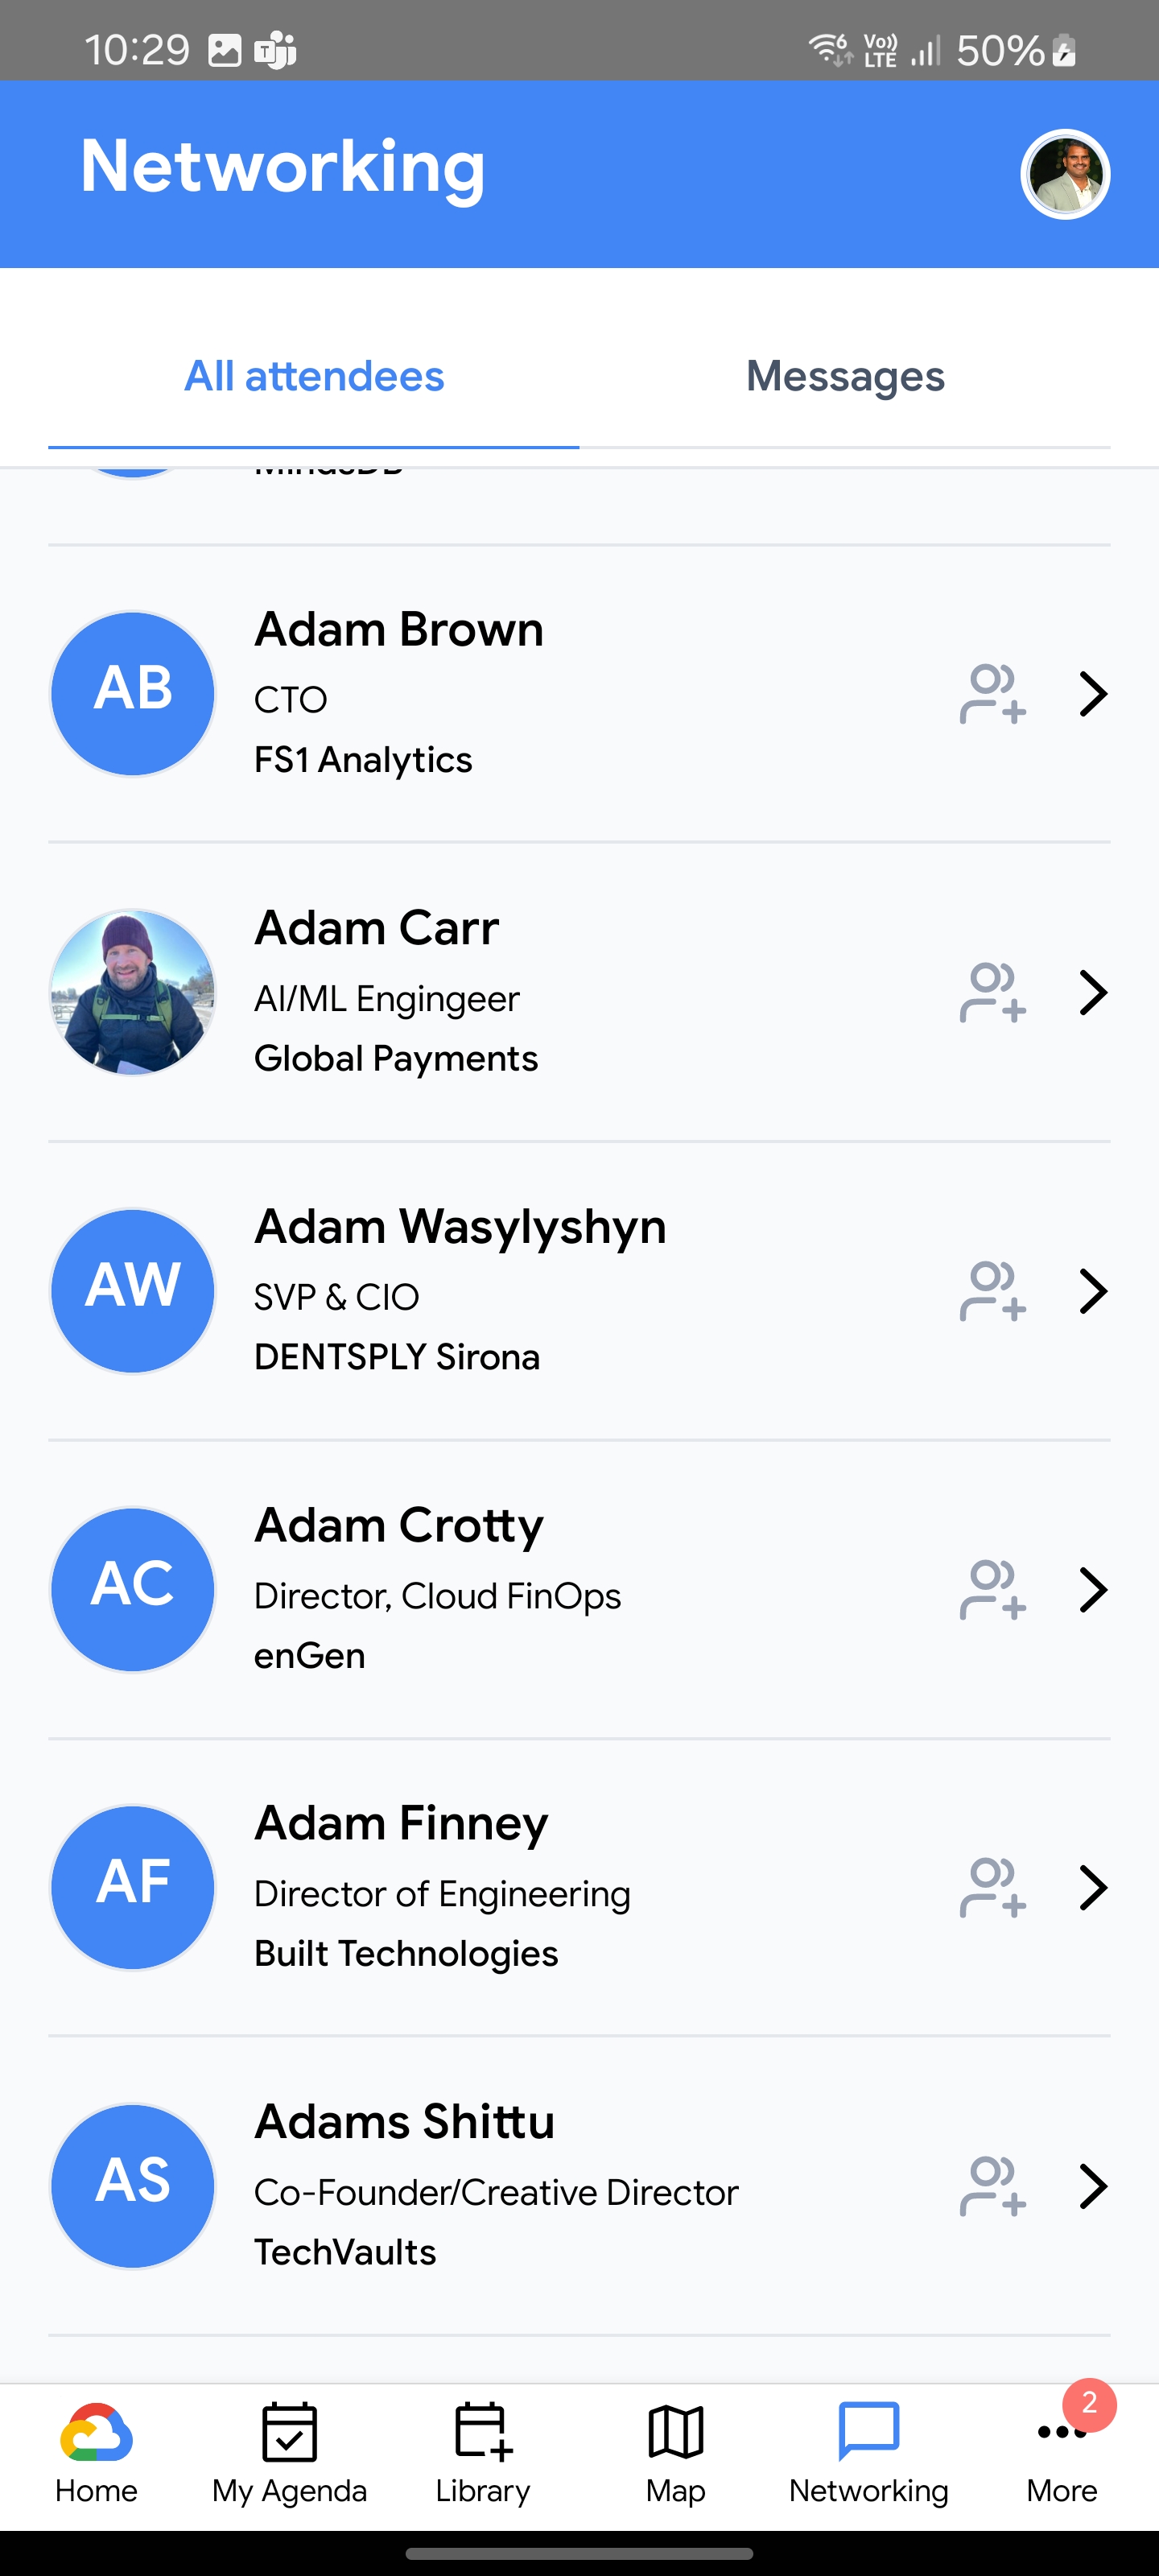 10:29
Vo)) LTE 50%
Networking
All attendees Messages
MindsDB
AB
Adam Brown
CTO
FS1 Analytics
Adam Carr
AI/ML Engingeer
Global Payments
AW
Adam Wasylyshyn
SVP & CIO
DENTSPLY Sirona
AC
Adam Crotty
Director, Cloud FinOps
enGen
AF
Adam Finney
Director of Engineering
Built Technologies
AS
Adams Shittu
Co-Founder/Creative Director
TechVaults
2
Home My Agenda Library Map Networking More